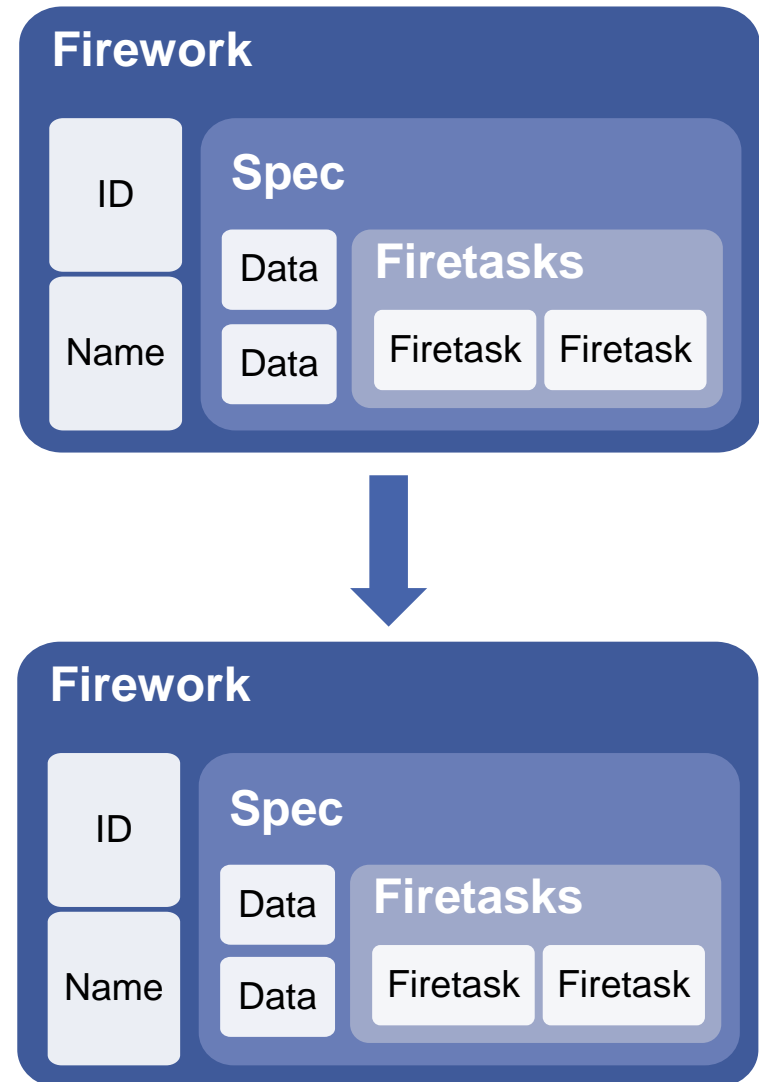 Firework
ID
Spec
Data
Firetasks
Name
Data
Firetask Firetask
Firework
ID
Spec
Data
Firetasks
Name
Data
Firetask Firetask